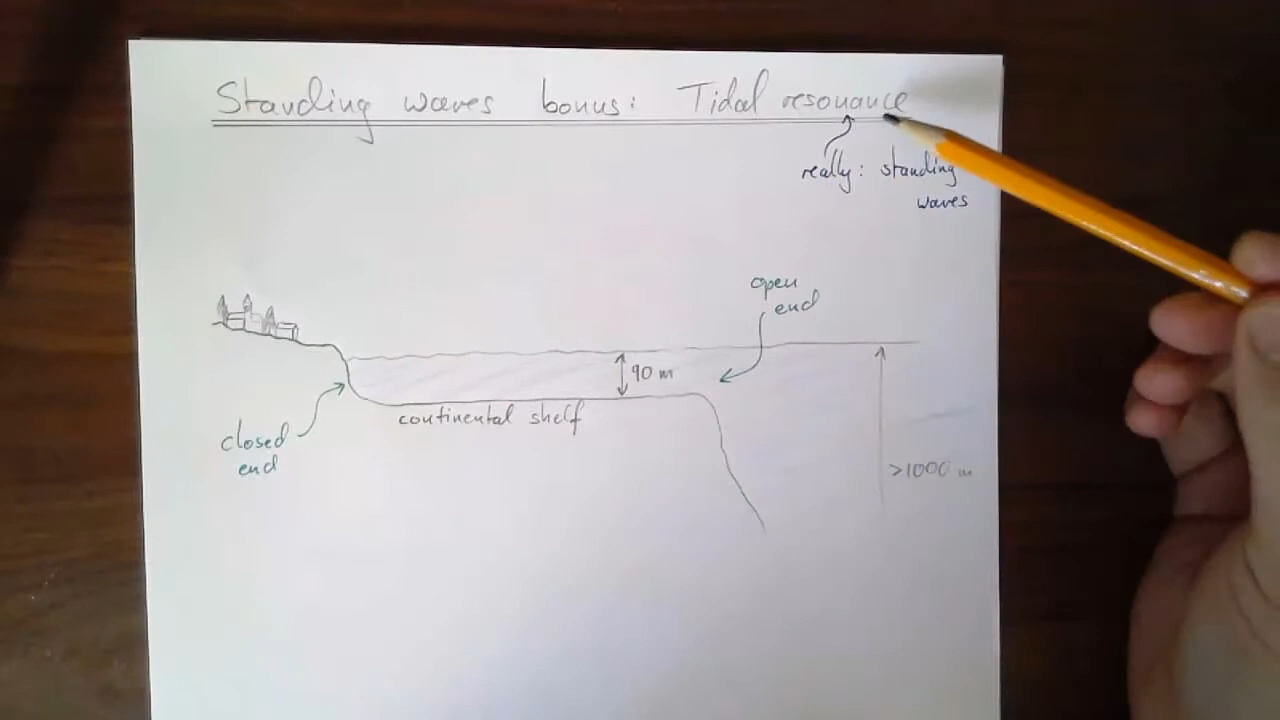 Standing waves bonus: Tidal resonance
really: standing
waves
open
end
90 m
continental shelf
closed
end
>1000 m